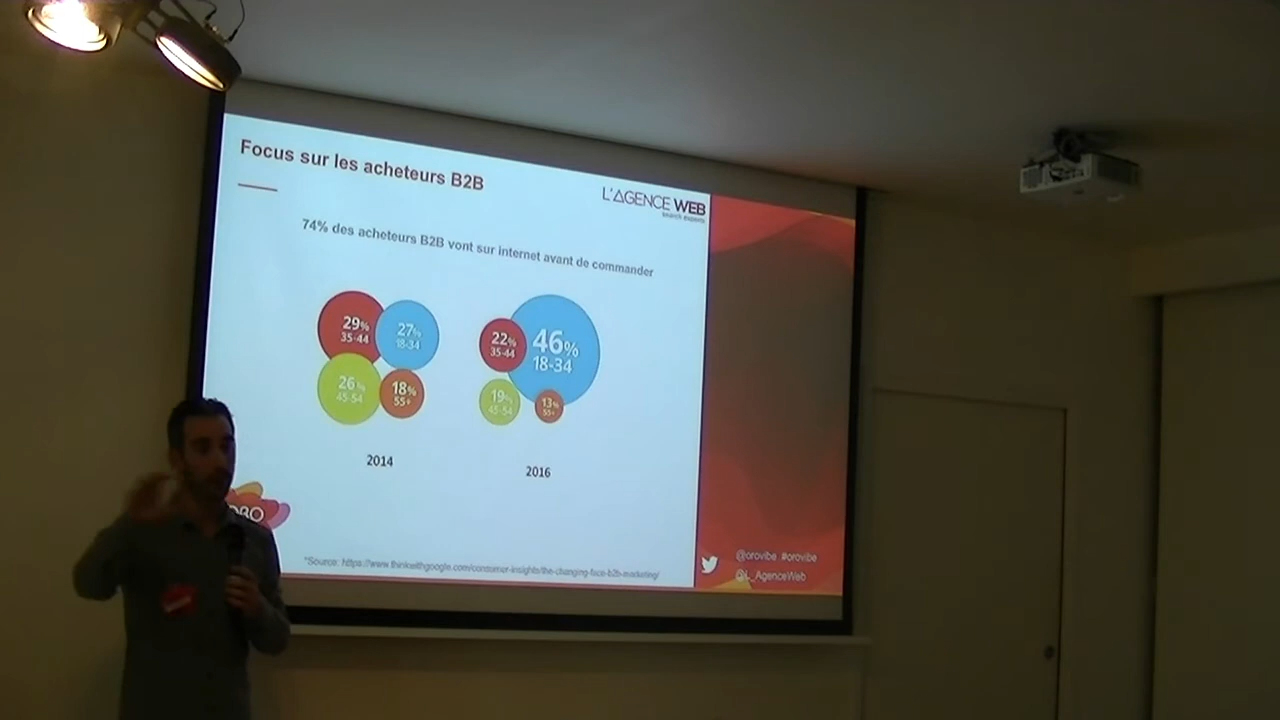 Focus sur les acheteurs B2B
L'AGENCE WEB
search experts
74% des acheteurs B2B vont sur internet avant de commander
29%
35-44
27%
18-34
26%
45-54
18%
55+
2014
22%
35-44
46%
18-34
19%
45-54
13%
55+
2016
ORO
*Source: https://www.thinkwithgoogle.com/consumer-insights/the-changing-face-b2b-marketing/
@orovibe #orovibe
@L_AgenceWeb